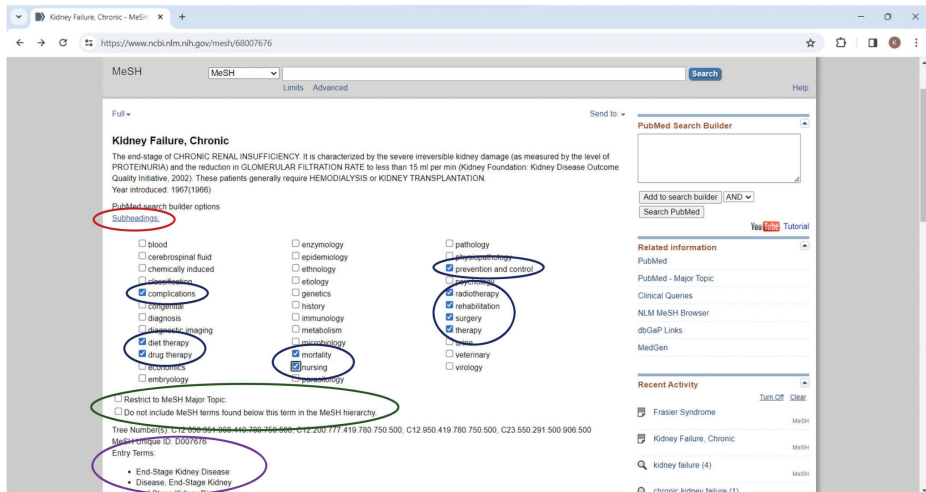 Kidney Failure, Chronic - MeSH
https://www.ncbi.nlm.nih.gov/mesh/68007676
K
MeSH
MeSH
Search
Limits Advanced
Help
Full
Send to:
Kidney Failure, Chronic
The end-stage of CHRONIC RENAL INSUFFICIENCY. It is characterized by the severe irreversible kidney damage (as measured by the level of
PROTEINURIA) and the reduction in GLOMERULAR FILTRATION RATE to less than 15 ml per min (Kidney Foundation: Kidney Disease Outcome
Quality Initiative, 2002). These patients generally require HEMODIALYSIS or KIDNEY TRANSPLANTATION.
Year introduced: 1967(1966)
PubMed search builder options
Subheadings:
blood
cerebrospinal fluid
chemically induced
classification
complications
congenital
diagnosis
diagnostic imaging
diet therapy
drug therapy
economics
embryology
enzymology
epidemiology
ethnology
etiology
genetics
history
immunology
metabolism
microbiology
mortality
nursing
parasitology
pathology
physiopathology
prevention and control
psychology
radiotherapy
rehabilitation
surgery
therapy
urine
veterinary
virology
Restrict to MeSH Major Topic.
Do not include MeSH terms found below this term in the MeSH hierarchy.
Tree Number(s): C12.050.351.968.419.780.750.500, C12.200.777.419.780.750.500, C12.950.419.780.750.500, C23.550.291.500.906.500
MeSH Unique ID: D007676
Entry Terms:
End-Stage Kidney Disease
Disease, End-Stage Kidney
PubMed Search Builder
Add to search builder AND
Search PubMed
YouTube Tutorial
Related information
PubMed
PubMed - Major Topic
Clinical Queries
NLM MeSH Browser
dbGaP Links
MedGen
Recent Activity
Turn Off Clear
Frasier Syndrome
MeSH
Kidney Failure, Chronic
MeSH
kidney failure (4)
MeSH
chronic kidney failure (1)